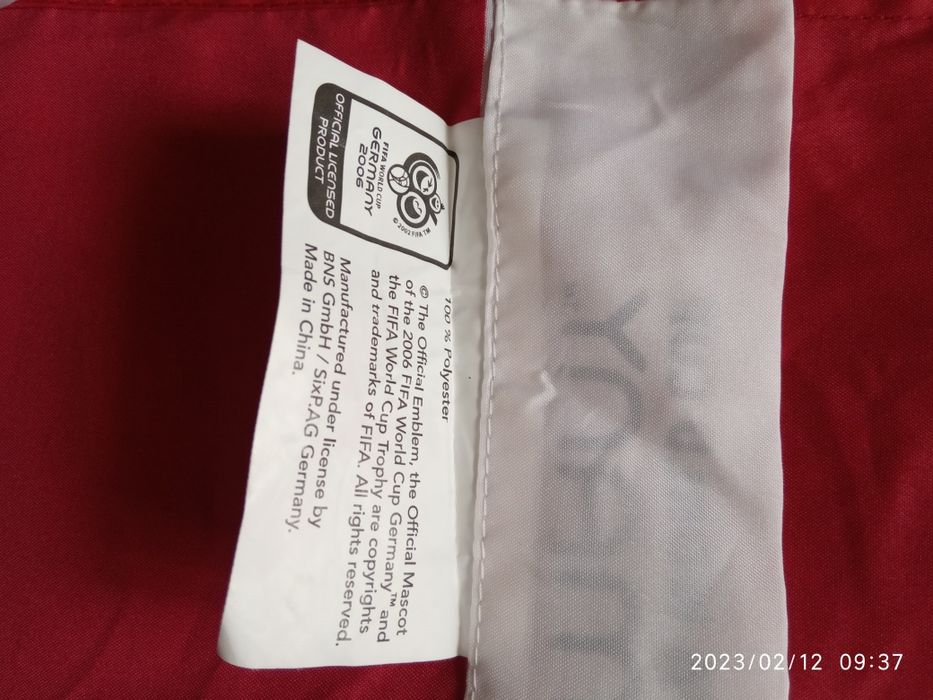 OFFICIAL LICENSED
PRODUCT
FIFA WORLD CUP
GERMANY
2006
© 2002 FIFA TM
100 % Polyester
© The Official Emblem, the Official Mascot
of the 2006 FIFA World Cup Germany™ and
the FIFA World Cup Trophy are copyrights
and trademarks of FIFA. All rights reserved.
Manufactured under license by
BNS GmbH / SixP.AG Germany.
Made in China.
2023/02/12 09:37